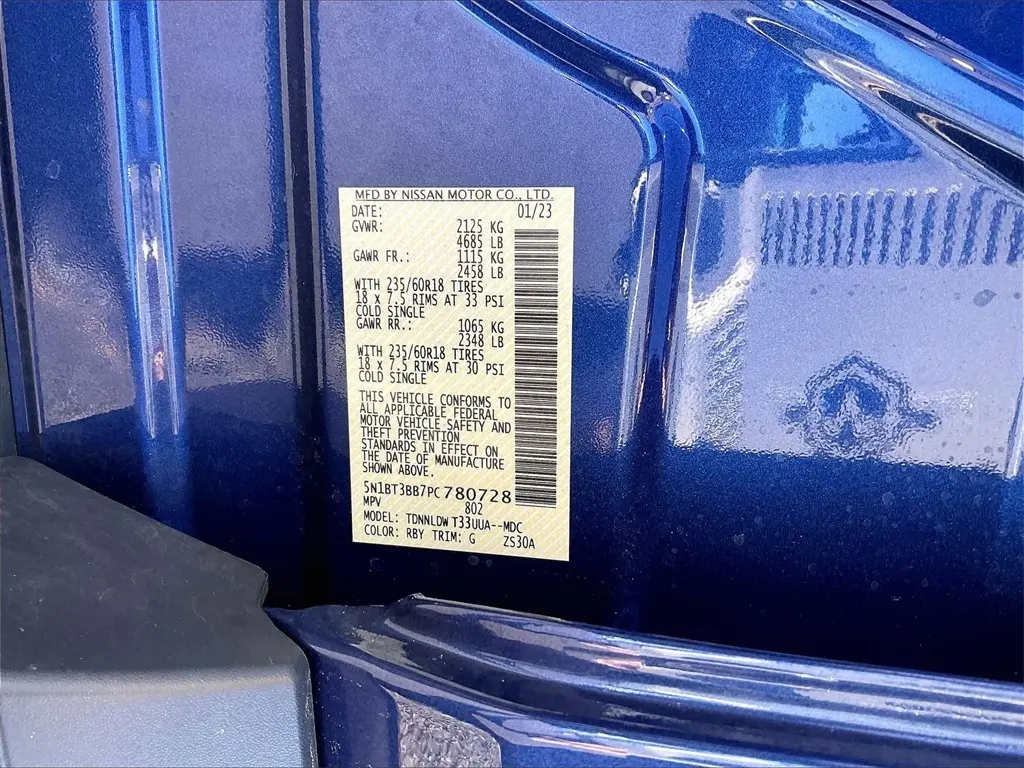 MFD BY NISSAN MOTOR CO., LTD.
DATE: 01/23
GVWR: 2125 KG
4685 LB
GAWR FR.: 1115 KG
2458 LB
WITH 235/60R18 TIRES
18 x 7.5 RIMS AT 33 PSI
COLD SINGLE
GAWR RR.: 1065 KG
2348 LB
WITH 235/60R18 TIRES
18 x 7.5 RIMS AT 30 PSI
COLD SINGLE
THIS VEHICLE CONFORMS TO
ALL APPLICABLE FEDERAL
MOTOR VEHICLE SAFETY AND
THEFT PREVENTION
STANDARDS IN EFFECT ON
THE DATE OF MANUFACTURE
SHOWN ABOVE.
5N1BT3BB7PC780728
MPV 802
MODEL: TDNNLDWT33UUA--MDC
COLOR: RBY TRIM: G ZS30A